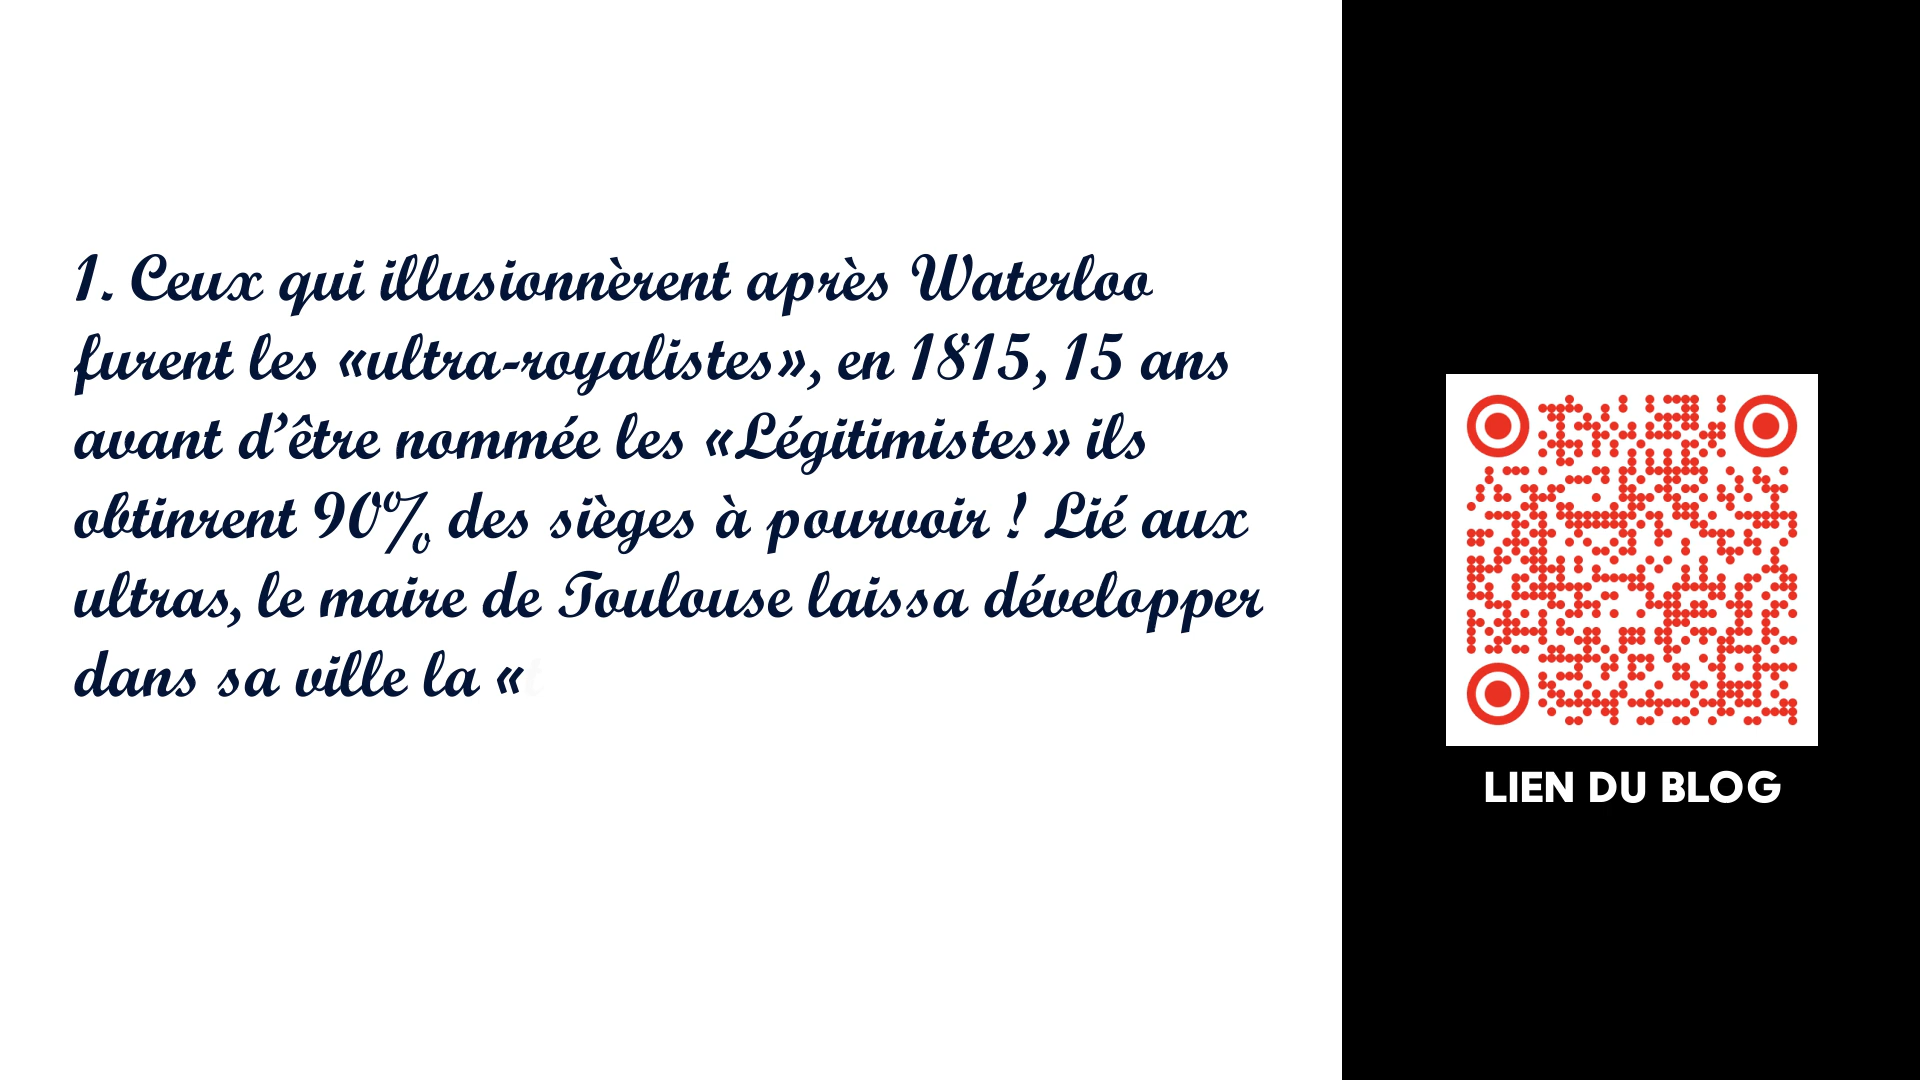 1. Ceux qui illusionnèrent après Waterloo
furent les «ultra-royalistes», en 1815, 15 ans
avant d’être nommée les «Légitimistes» ils
obtinrent 90% des sièges à pourvoir ! Lié aux
ultras, le maire de Toulouse laissa développer
dans sa ville la «
LIEN DU BLOG